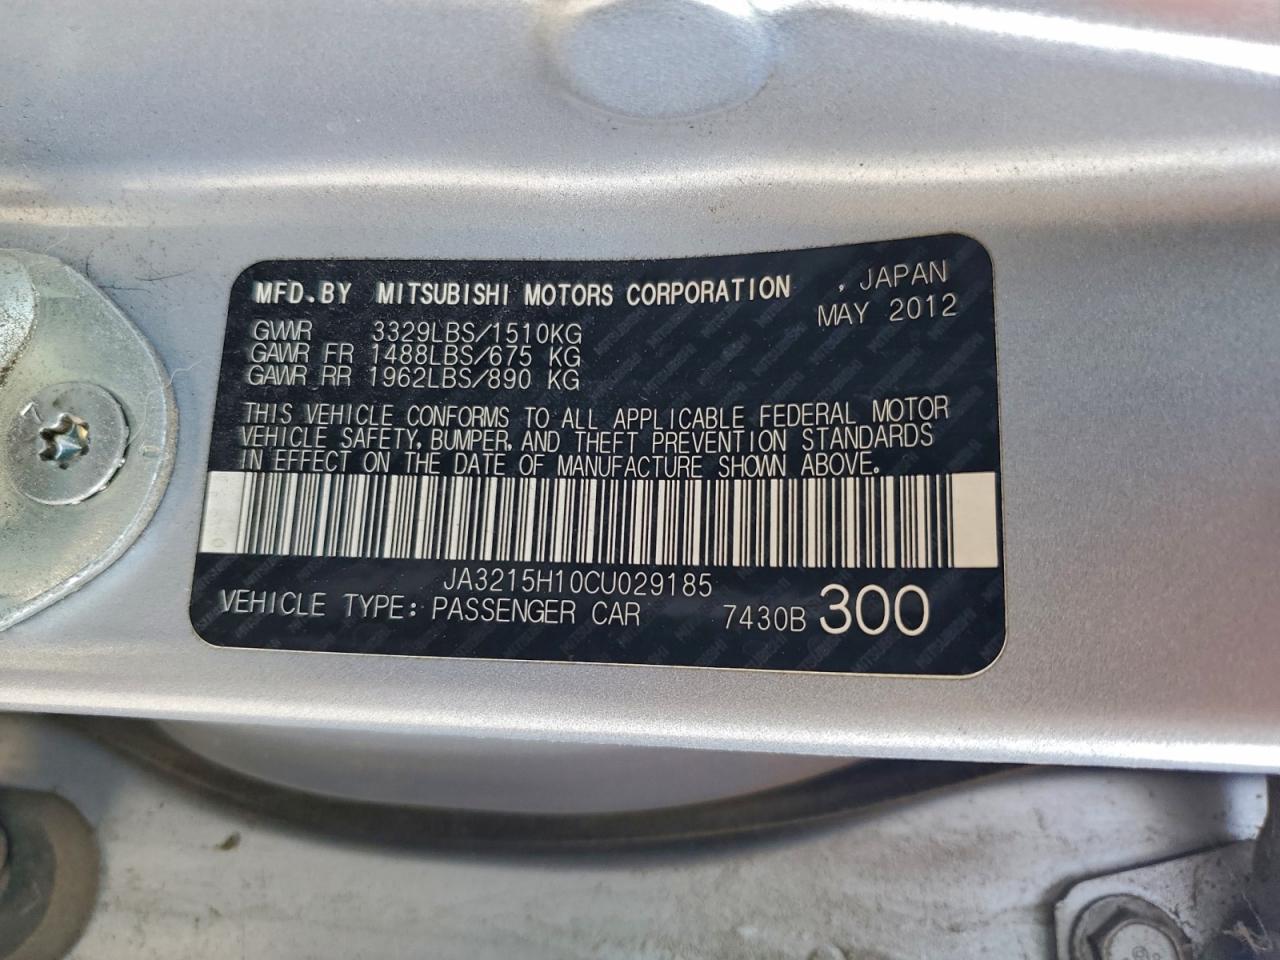 MFD.BY MITSUBISHI MOTORS CORPORATION , JAPAN
MAY 2012
GVWR 3329LBS/1510KG
GAWR FR 1488LBS/675 KG
GAWR RR 1962LBS/890 KG
THIS VEHICLE CONFORMS TO ALL APPLICABLE FEDERAL MOTOR
VEHICLE SAFETY, BUMPER, AND THEFT PREVENTION STANDARDS
IN EFFECT ON THE DATE OF MANUFACTURE SHOWN ABOVE.
JA3215H10CU029185
VEHICLE TYPE: PASSENGER CAR 7430B 300